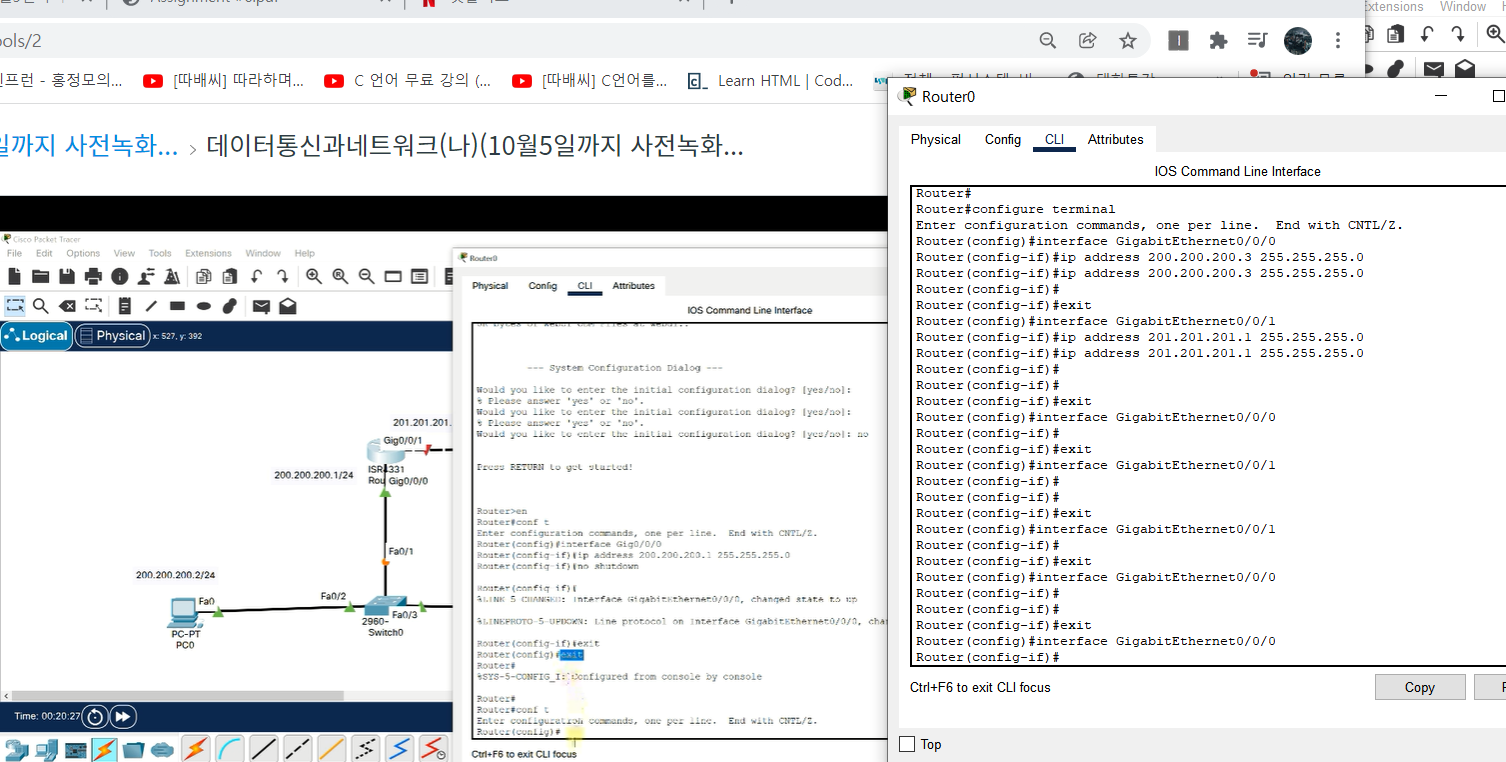 ools/2
Extensions Window
인프런 - 홍정모의...
[따배씨] 따라하며...
C 언어 무료 강의 (...
[따배씨] C언어를...
Learn HTML | Cod...
일까지 사전녹화... > 데이터통신과네트워크(나)(10월5일까지 사전녹화...
Cisco Packet Tracer
File Edit Options View Tools Extensions Window Help
Logical
Physical
x: 527, y: 392
201.201.201.
Gig0/0/1
ISR4331
Rou Gig0/0/0
200.200.200.1/24
Fa0/1
200.200.200.2/24
Fa0
Fa0/2
Fa0/3
2960-
Switch0
PC-PT
PC0
Time: 00:20:27
Router0
Physical Config CLI Attributes
IOS Command Line Interface
--- System Configuration Dialog ---
Would you like to enter the initial configuration dialog? [yes/no]:
% Please answer 'yes' or 'no'.
Would you like to enter the initial configuration dialog? [yes/no]:
% Please answer 'yes' or 'no'.
Would you like to enter the initial configuration dialog? [yes/no]: no
Press RETURN to get started!
Router>en
Router#conf t
Enter configuration commands, one per line. End with CNTL/Z.
Router(config)#interface Gig0/0/0
Router(config-if)#ip address 200.200.200.1 255.255.255.0
Router(config-if)#no shutdown
Router(config-if)#
%LINK-5-CHANGED: Interface GigabitEthernet0/0/0, changed state to up
%LINEPROTO-5-UPDOWN: Line protocol on Interface GigabitEthernet0/0/0, cha
Router(config-if)#exit
Router(config)#exit
Router#
%SYS-5-CONFIG_I: Configured from console by console
Router#
Router#conf t
Enter configuration commands, one per line. End with CNTL/Z.
Router(config)#
Ctrl+F6 to exit CLI focus
Router0
Physical Config CLI Attributes
IOS Command Line Interface
Router#
Router#configure terminal
Enter configuration commands, one per line. End with CNTL/Z.
Router(config)#interface GigabitEthernet0/0/0
Router(config-if)#ip address 200.200.200.3 255.255.255.0
Router(config-if)#ip address 200.200.200.3 255.255.255.0
Router(config-if)#
Router(config-if)#exit
Router(config)#interface GigabitEthernet0/0/1
Router(config-if)#ip address 201.201.201.1 255.255.255.0
Router(config-if)#ip address 201.201.201.1 255.255.255.0
Router(config-if)#
Router(config-if)#
Router(config-if)#exit
Router(config)#interface GigabitEthernet0/0/0
Router(config-if)#
Router(config-if)#exit
Router(config)#interface GigabitEthernet0/0/1
Router(config-if)#
Router(config-if)#
Router(config-if)#exit
Router(config)#interface GigabitEthernet0/0/1
Router(config-if)#
Router(config-if)#exit
Router(config)#interface GigabitEthernet0/0/0
Router(config-if)#
Router(config-if)#
Router(config-if)#exit
Router(config)#interface GigabitEthernet0/0/0
Router(config-if)#
Ctrl+F6 to exit CLI focus
Copy
Top